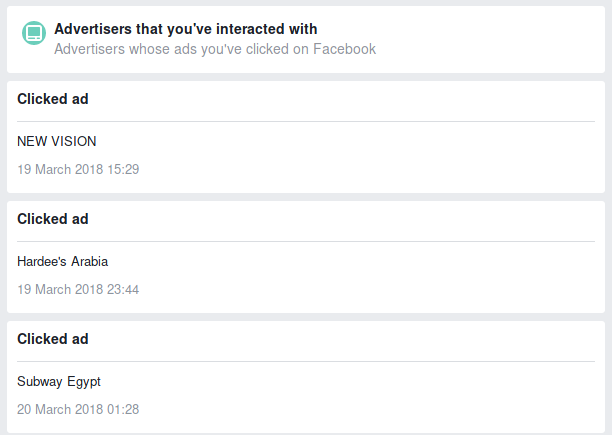 Advertisers that you've interacted with
Advertisers whose ads you've clicked on Facebook
Clicked ad
NEW VISION
19 March 2018 15:29
Clicked ad
Hardee's Arabia
19 March 2018 23:44
Clicked ad
Subway Egypt
20 March 2018 01:28